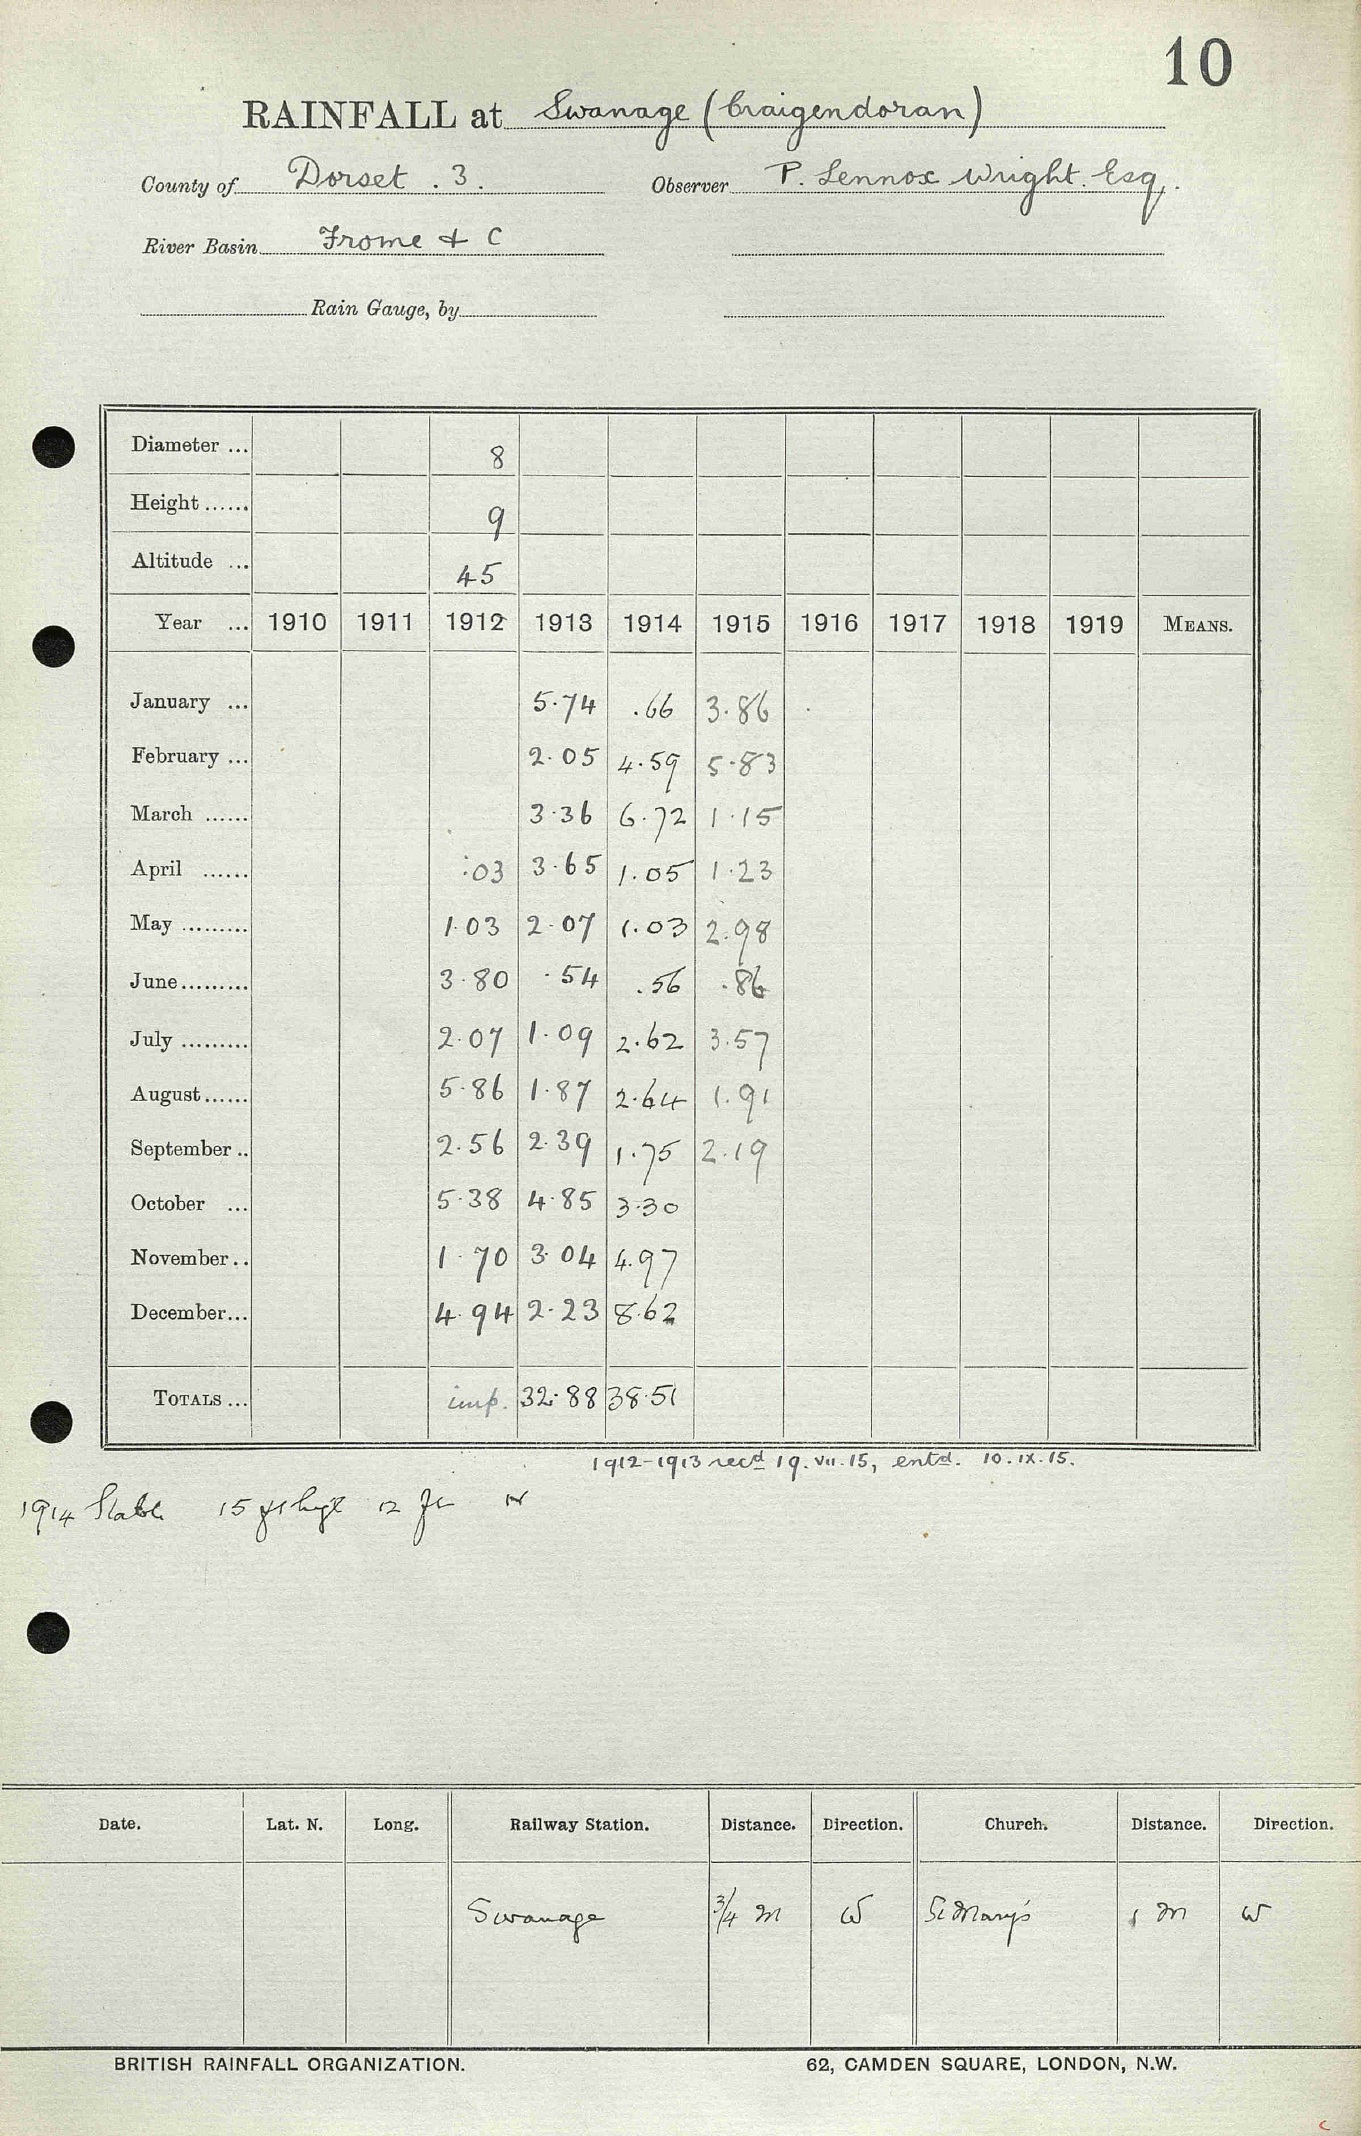 10
RAINFALL at Swanage (Craigendoran)
County of Dorset . 3. Observer P. Lennox Wright. Esq.
River Basin Frome & C
Rain Gauge, by
Diameter ... 8
Height ...... 9
Altitude ... 45
Year ... 1910 1911 1912 1913 1914 1915 1916 1917 1918 1919 MEANS.
January ... 5.74 .66 3.86
February ... 2.05 4.59 5.83
March ...... 3.36 6.72 1.15
April ...... .03 3.65 1.05 1.23
May ......... 1.03 2.07 1.03 2.98
June ......... 3.80 .54 .56 .86
July ......... 2.07 1.09 2.62 3.57
August ...... 5.86 1.87 2.64 1.91
September .. 2.56 2.39 1.75 2.19
October ... 5.38 4.85 3.30
November .. 1.70 3.04 4.97
December ... 4.94 2.23 8.62
TOTALS ... imp. 32.88 38.51
1912-1913 recd 19.VII.15, entd. 10.IX.15.
1914 15 12 ft
Date. Lat. N. Long. Railway Station. Distance. Direction. Church. Distance. Direction.
Swanage 3/4 M W St Mary's 1 M W
BRITISH RAINFALL ORGANIZATION. 62, CAMDEN SQUARE, LONDON, N.W.
C